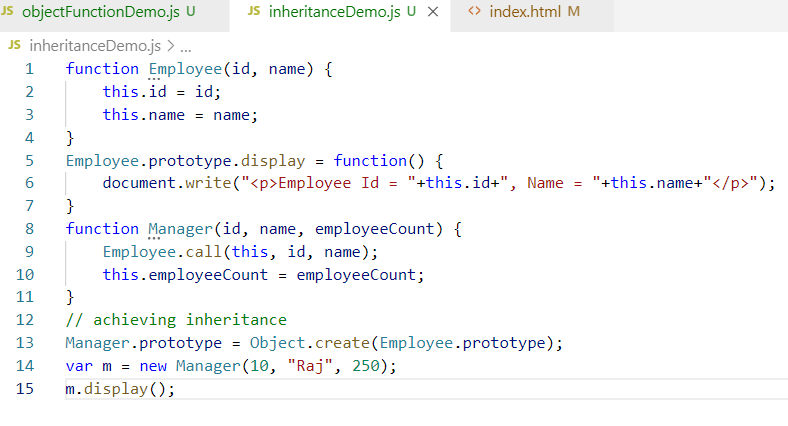 JS objectFunctionDemo.js U JS inheritanceDemo.js U × <> index.html M
JS inheritanceDemo.js > ...
1 function Employee(id, name) {
2     this.id = id;
3     this.name = name;
4 }
5 Employee.prototype.display = function() {
6     document.write("<p>Employee Id = "+this.id+", Name = "+this.name+"</p>");
7 }
8 function Manager(id, name, employeeCount) {
9     Employee.call(this, id, name);
10     this.employeeCount = employeeCount;
11 }
12 // achieving inheritance
13 Manager.prototype = Object.create(Employee.prototype);
14 var m = new Manager(10, "Raj", 250);
15 m.display();